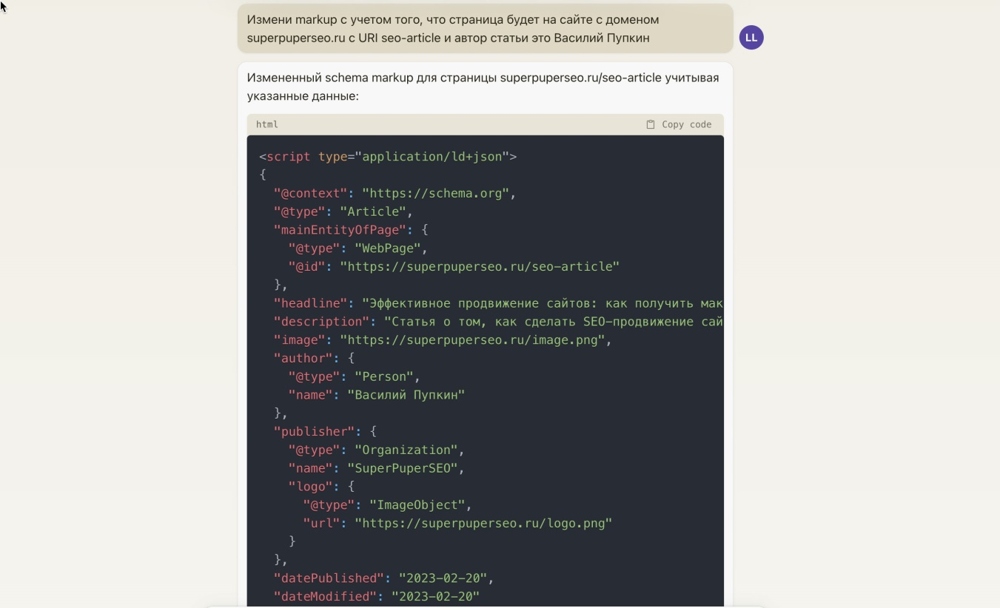 Измени markup с учетом того, что страница будет на сайте с доменом
superpuperseo.ru с URI seo-article и автор статьи это Василий Пупкин
LL
Измененный schema markup для страницы superpuperseo.ru/seo-article учитывая
указанные данные:
html Copy code
<script type="application/ld+json">
{
  "@context": "https://schema.org",
  "@type": "Article",
  "mainEntityOfPage": {
    "@type": "WebPage",
    "@id": "https://superpuperseo.ru/seo-article"
  },
  "headline": "Эффективное продвижение сайтов: как получить мак
  "description": "Статья о том, как сделать SEO-продвижение сай
  "image": "https://superpuperseo.ru/image.png",
  "author": {
    "@type": "Person",
    "name": "Василий Пупкин"
  },
  "publisher": {
    "@type": "Organization",
    "name": "SuperPuperSEO",
    "logo": {
      "@type": "ImageObject",
      "url": "https://superpuperseo.ru/logo.png"
    }
  },
  "datePublished": "2023-02-20",
  "dateModified": "2023-02-20"